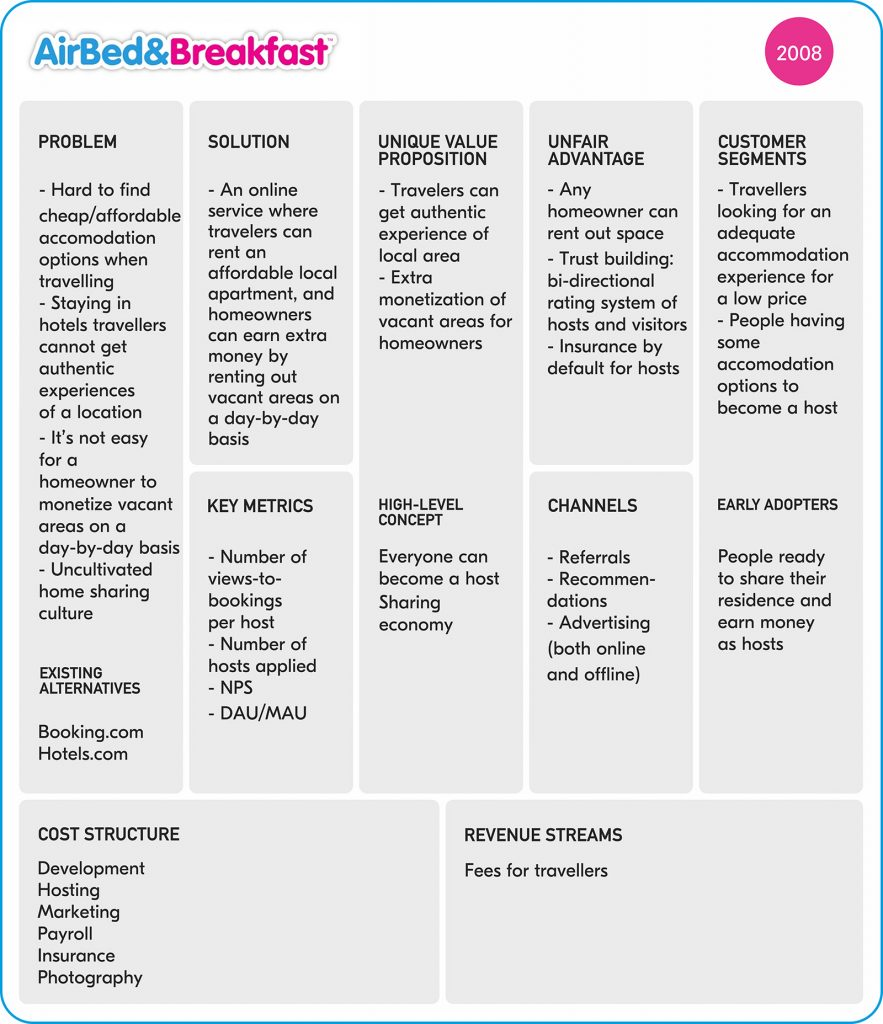 AirBed&Breakfast
2008
PROBLEM
- Hard to find
cheap/affordable
accomodation
options when
travelling
- Staying in
hotels travellers
cannot get
authentic
experiences
of a location
- It's not easy
for a
homeowner to
monetize vacant
areas on a
day-by-day basis
- Uncultivated
home sharing
culture
EXISTING
ALTERNATIVES
Booking.com
Hotels.com
SOLUTION
- An online
service where
travelers can
rent an
affordable local
apartment, and
homeowners
can earn extra
money by
renting out
vacant areas on
a day-by-day
basis
KEY METRICS
- Number of
views-to-
bookings
per host
- Number of
hosts applied
- NPS
- DAU/MAU
UNIQUE VALUE
PROPOSITION
- Travelers can
get authentic
experience of
local area
- Extra
monetization of
vacant areas for
homeowners
HIGH-LEVEL
CONCEPT
Everyone can
become a host
Sharing
economy
UNFAIR
ADVANTAGE
- Any
homeowner can
rent out space
- Trust building:
bi-directional
rating system of
hosts and visitors
- Insurance by
default for hosts
CHANNELS
- Referrals
- Recommen-
dations
- Advertising
(both online
and offline)
CUSTOMER
SEGMENTS
- Travellers
looking for an
adequate
accommodation
experience for
a low price
- People having
some
accomodation
options to
become a host
EARLY ADOPTERS
People ready
to share their
residence and
earn money
as hosts
COST STRUCTURE
Development
Hosting
Marketing
Payroll
Insurance
Photography
REVENUE STREAMS
Fees for travellers